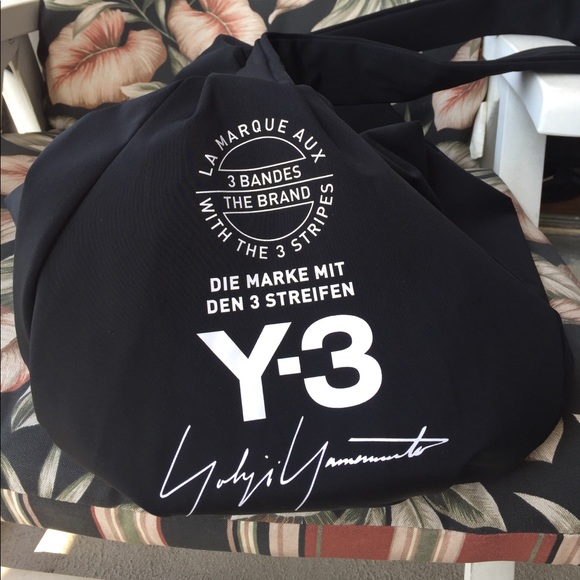 LA MARQUE AUX
3 BANDES
THE BRAND
WITH THE 3 STRIPES
DIE MARKE MIT
DEN 3 STREIFEN
Y-3
Yohji Yamamoto